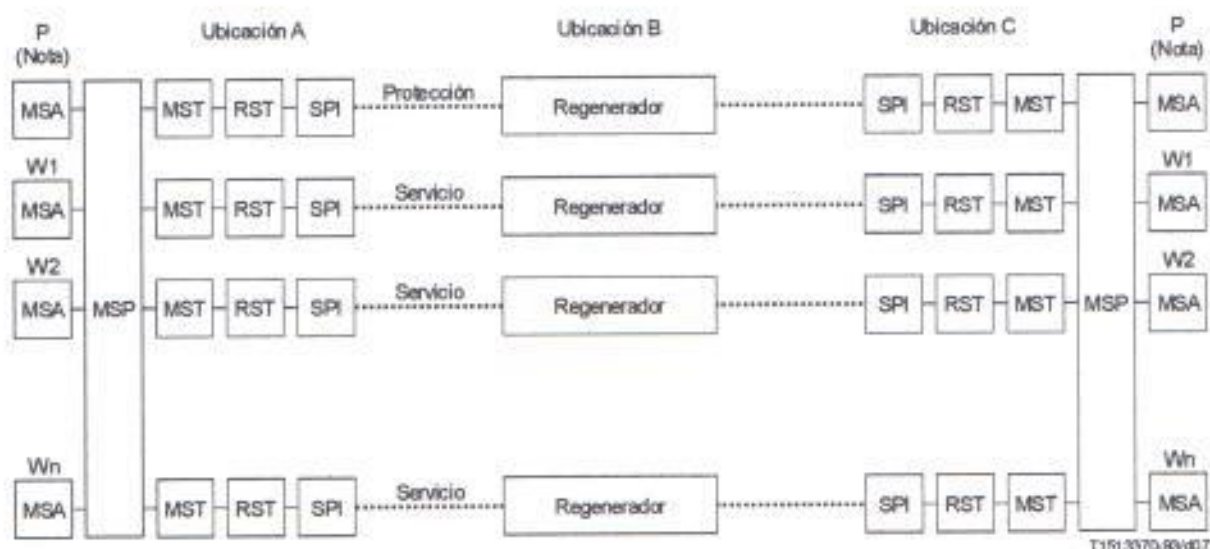 P Ubicación A Ubicación B Ubicación C P
(Nota) (Nota)
MSA MST RST SPI Protección Regenerador SPI RST MST MSA
W1 W1
MSA MST RST SPI Servicio Regenerador SPI RST MST MSA
W2 W2
MSA MSP MST RST SPI Servicio Regenerador SPI RST MST MSP MSA
Wn Wn
MSA MST RST SPI Servicio Regenerador SPI RST MST MSA
T1513370-93/d07